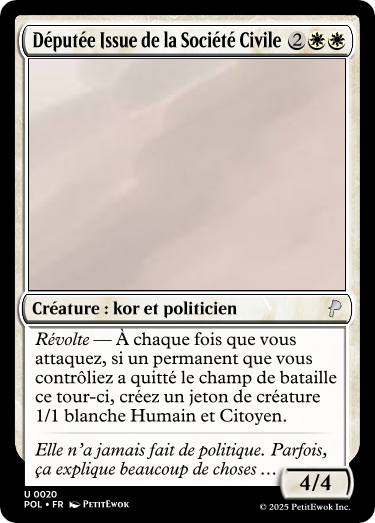 Députée Issue de la Société Civile 2
Créature : kor et politicien
Révolte — À chaque fois que vous
attaquez, si un permanent que vous
contrôliez a quitté le champ de bataille
ce tour-ci, créez un jeton de créature
1/1 blanche Humain et Citoyen.
Elle n’a jamais fait de politique. Parfois,
ça explique beaucoup de choses …
4/4
U 0020
POL • FR PetitEwok
© 2025 PetitEwok Inc.